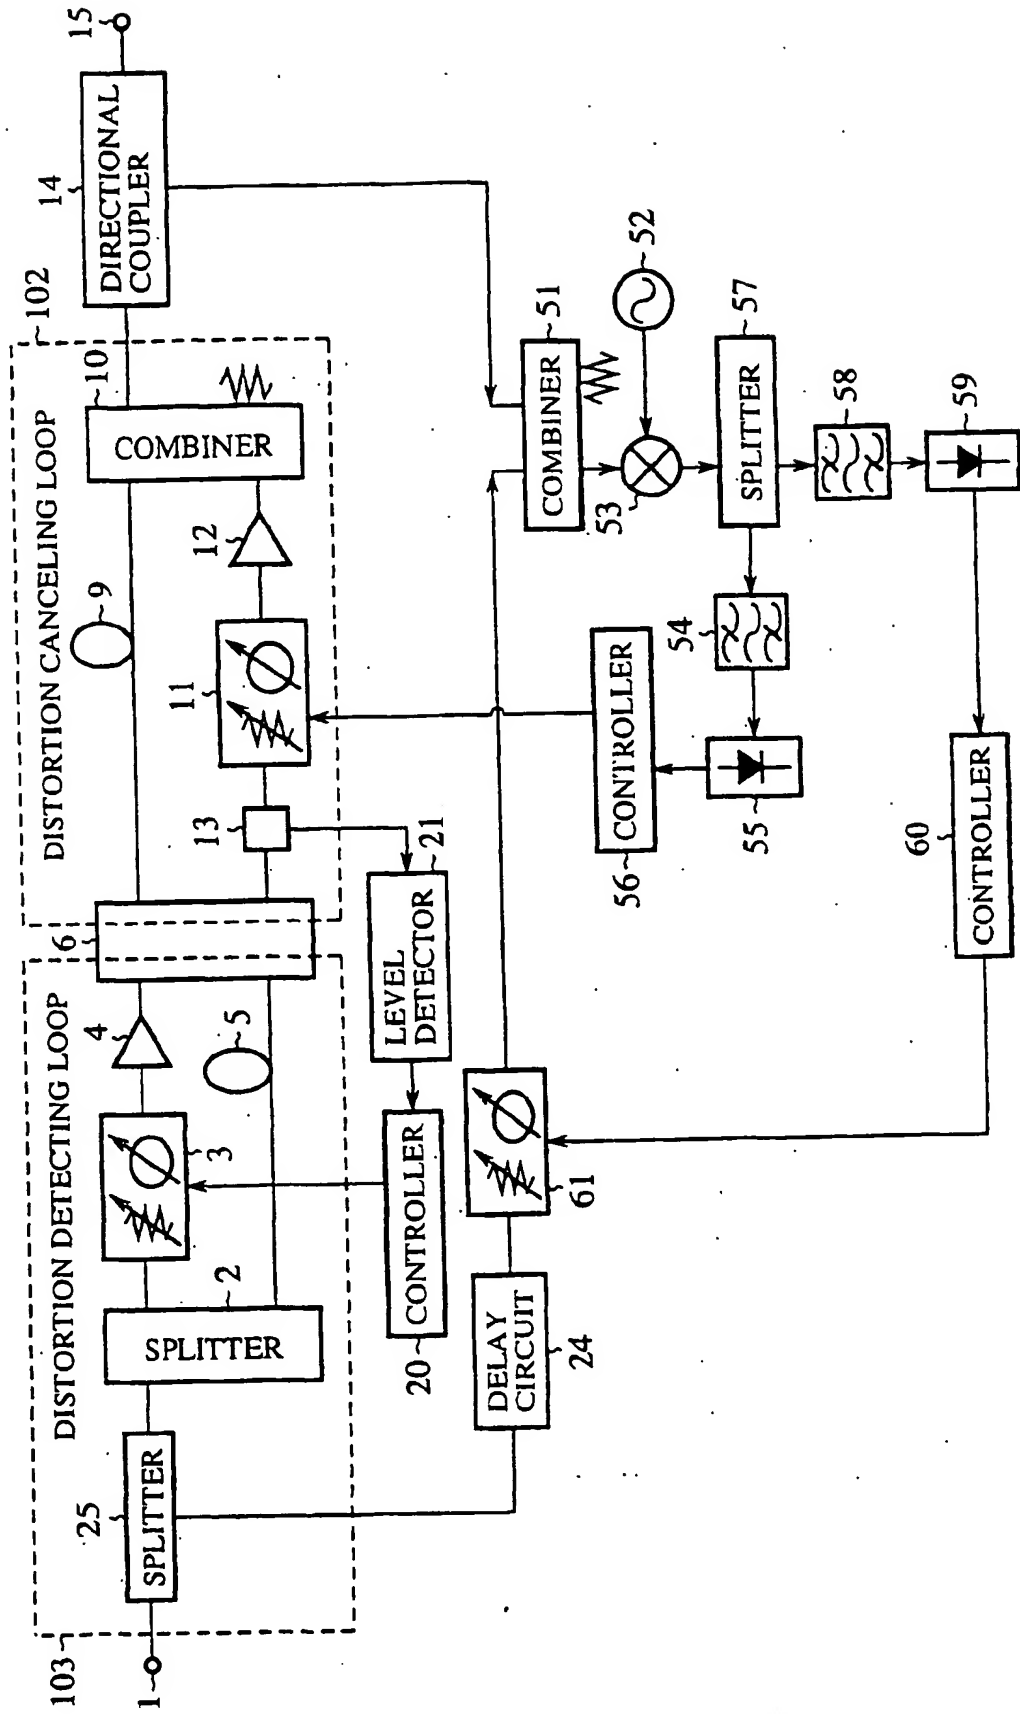 103
DISTORTION DETECTING LOOP
DISTORTION CANCELING LOOP
102
1
25
SPLITTER
SPLITTER
2
3
4
5
6
9
10
COMBINER
11
12
13
14
DIRECTIONAL
COUPLER
15
20
CONTROLLER
LEVEL
DETECTOR
21
DELAY
CIRCUIT
24
61
COMBINER
51
52
53
SPLITTER
57
54
55
56
CONTROLLER
58
59
60
CONTROLLER